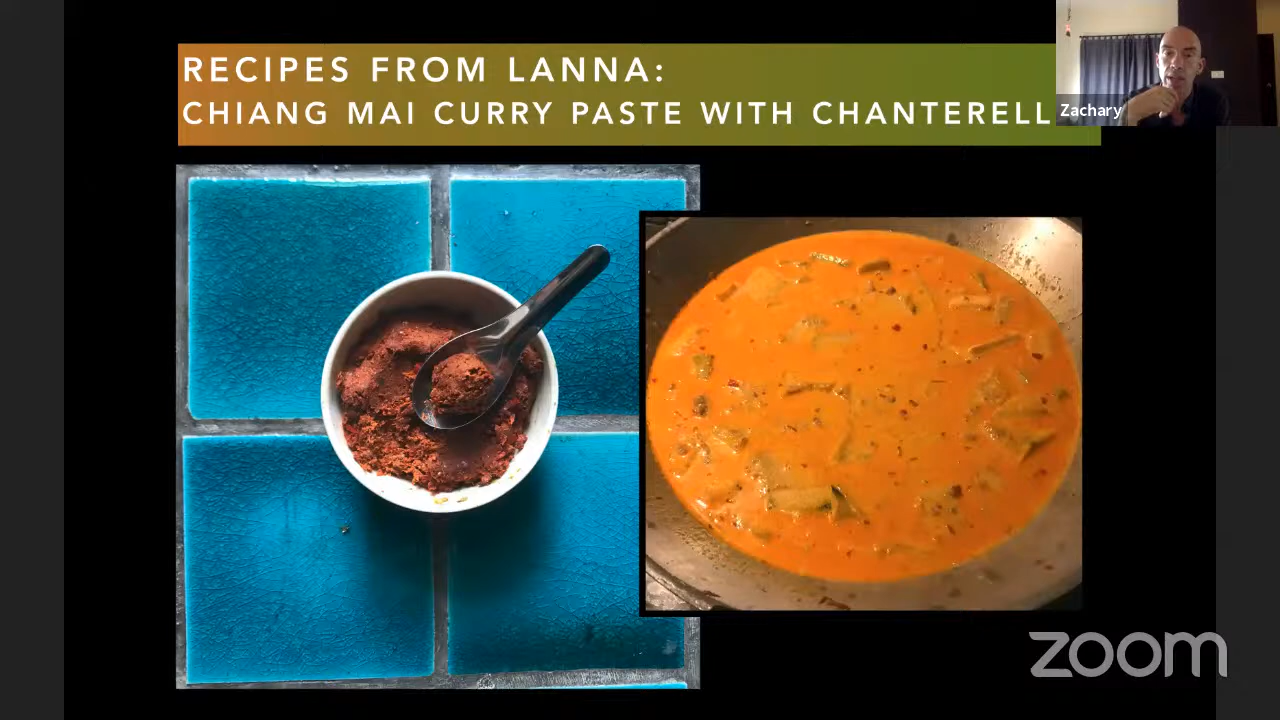 RECIPES FROM LANNA:
CHIANG MAI CURRY PASTE WITH CHANTERELL
Zachary
zoom